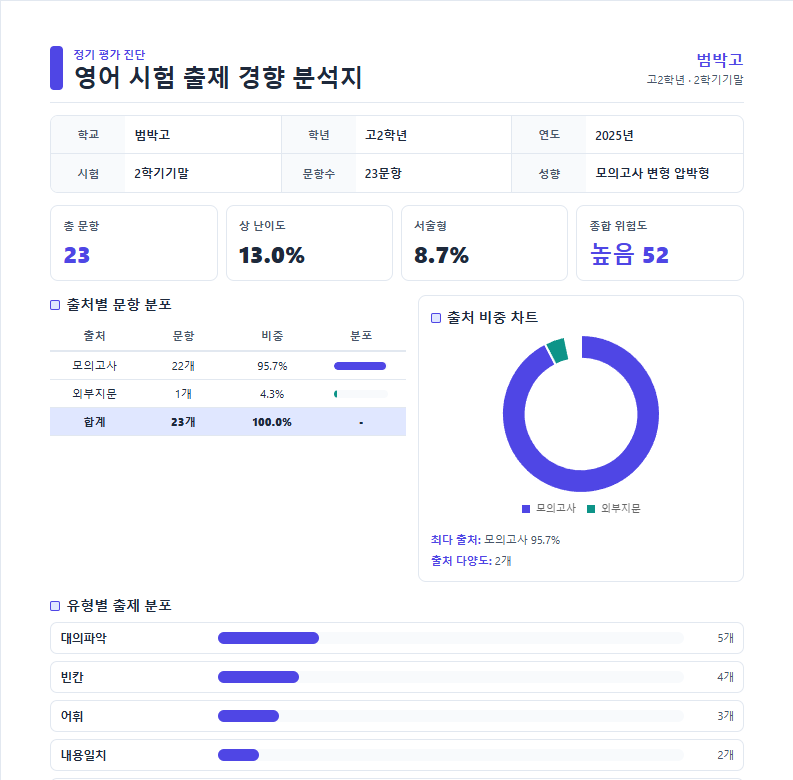 정기 평가 진단
영어 시험 출제 경향 분석지
범박고
고2학년 · 2학기기말
학교 범박고 학년 고2학년 연도 2025년
시험 2학기기말 문항수 23문항 성향 모의고사 변형 압박형
총 문항 상 난이도 서술형 종합 위험도
23 13.0% 8.7% 높음 52
출처별 문항 분포
출처 문항 비중 분포
모의고사 22개 95.7%
외부지문 1개 4.3%
합계 23개 100.0% -
출처 비중 차트
모의고사 외부지문
최다 출처: 모의고사 95.7%
출처 다양도: 2개
유형별 출제 분포
대의파악 5개
빈칸 4개
어휘 3개
내용일치 2개